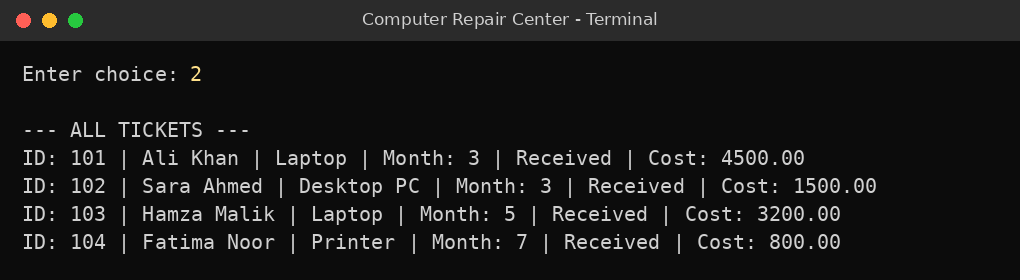 Computer Repair Center - Terminal
Enter choice: 2
--- ALL TICKETS ---
ID: 101 | Ali Khan | Laptop | Month: 3 | Received | Cost: 4500.00
ID: 102 | Sara Ahmed | Desktop PC | Month: 3 | Received | Cost: 1500.00
ID: 103 | Hamza Malik | Laptop | Month: 5 | Received | Cost: 3200.00
ID: 104 | Fatima Noor | Printer | Month: 7 | Received | Cost: 800.00